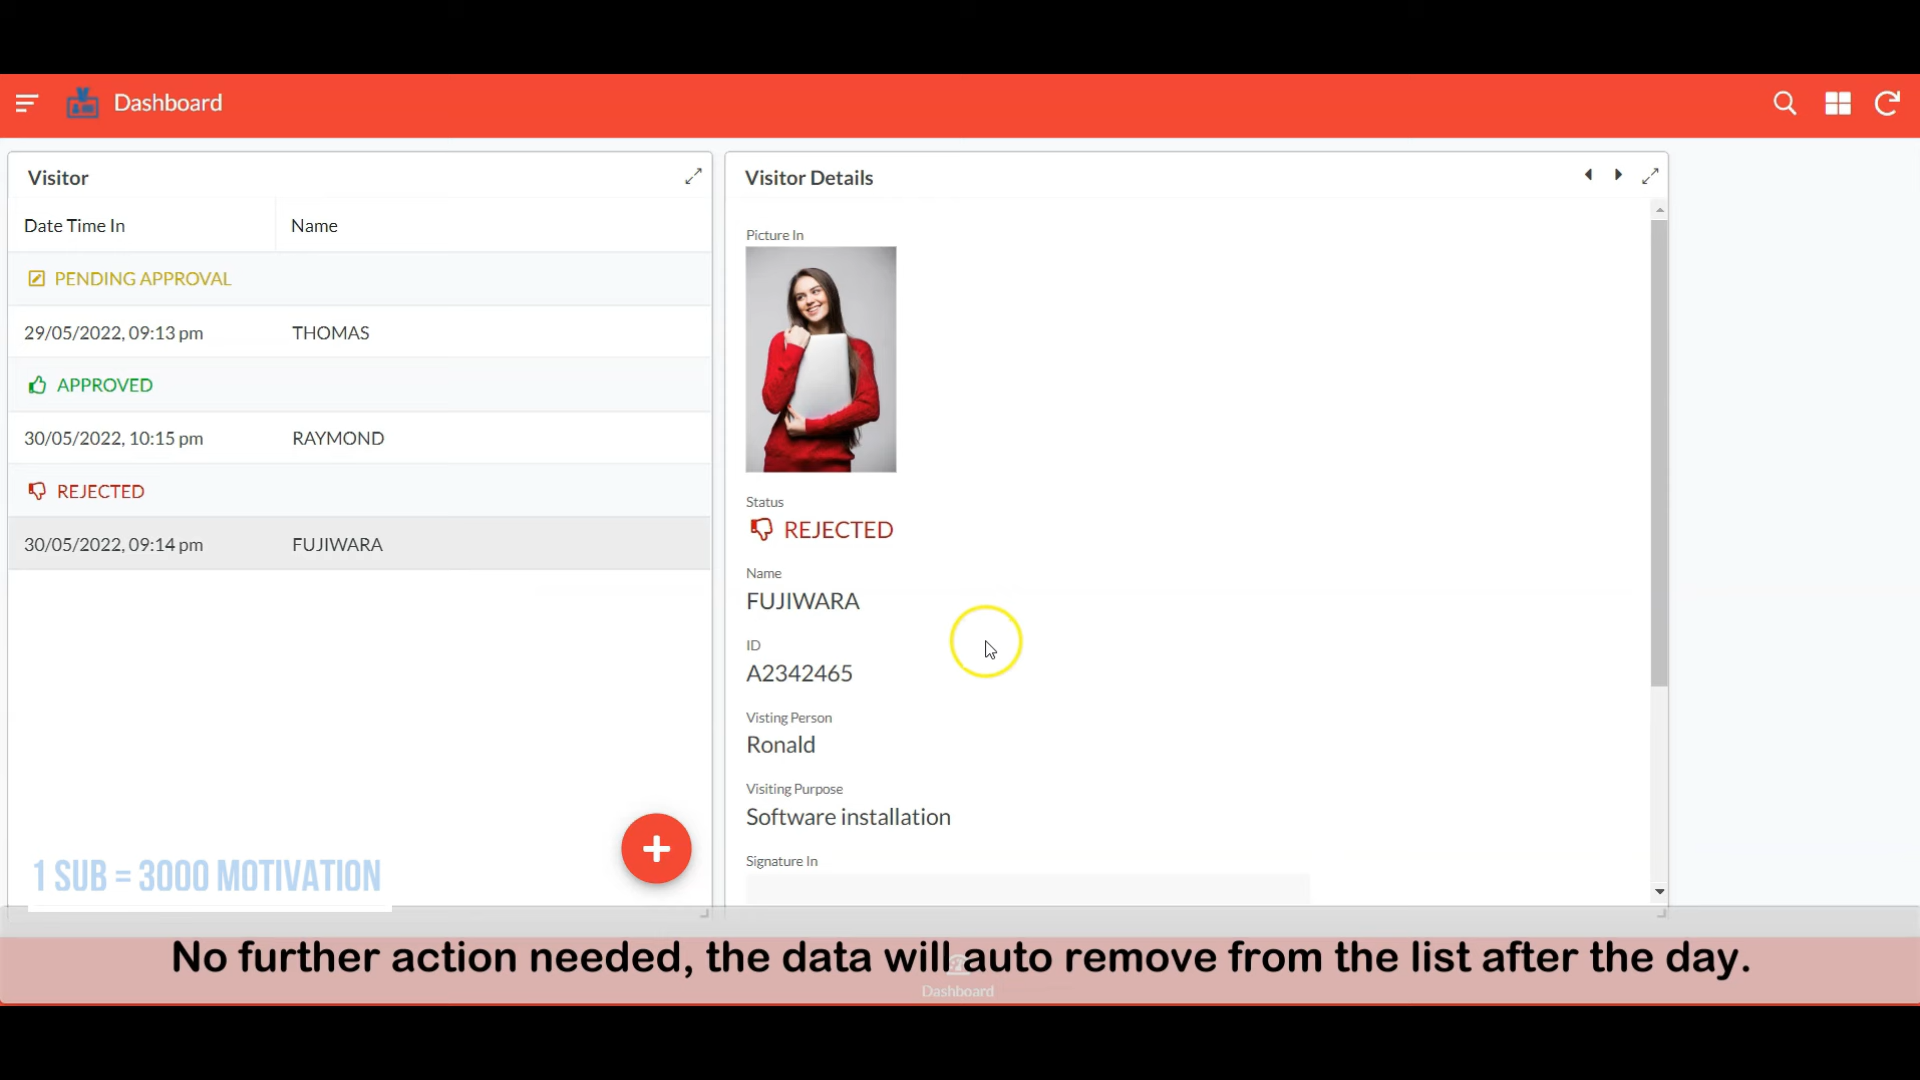 Dashboard
Visitor
Date Time In Name
PENDING APPROVAL
29/05/2022, 09:13 pm THOMAS
APPROVED
30/05/2022, 10:15 pm RAYMOND
REJECTED
30/05/2022, 09:14 pm FUJIWARA
Visitor Details
Picture In
Status
REJECTED
Name
FUJIWARA
ID
A2342465
Visting Person
Ronald
Visiting Purpose
Software installation
Signature In
1 SUB = 3000 MOTIVATION
No further action needed, the data will auto remove from the list after the day.
Dashboard